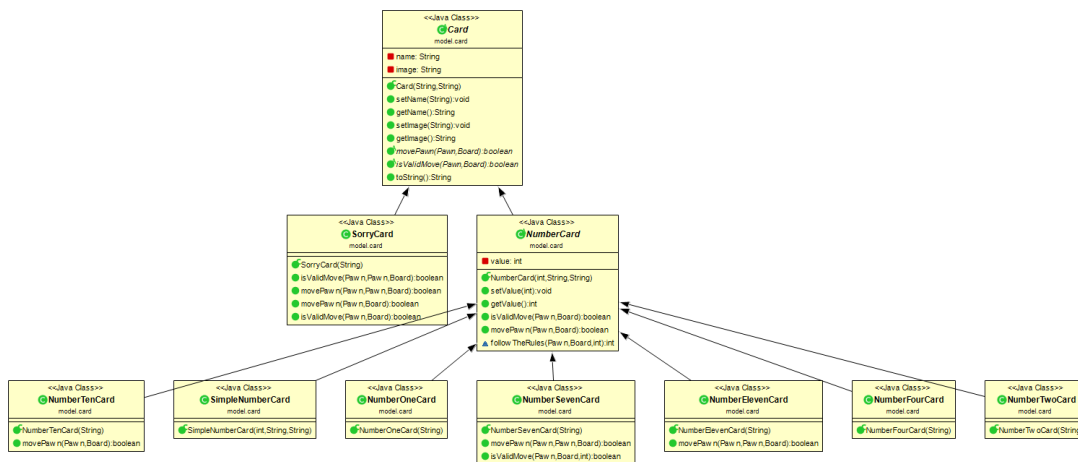 <<Java Class>>
Card
model.card
name: String
image: String
Card(String,String)
setName(String):void
getName():String
setImage(String):void
getImage():String
movePawn(Pawn,Board):boolean
isValidMove(Pawn,Board):boolean
toString():String
<<Java Class>>
SorryCard
model.card
SorryCard(String)
isValidMove(Pawn,Pawn,Board):boolean
movePawn(Pawn,Pawn,Board):boolean
movePawn(Pawn,Board):boolean
isValidMove(Pawn,Board):boolean
<<Java Class>>
NumberCard
model.card
value: int
NumberCard(int,String,String)
setValue(int):void
getValue():int
isValidMove(Pawn,Board):boolean
movePawn(Pawn,Board):boolean
followTheRules(Pawn,Board,int):int
<<Java Class>>
NumberTenCard
model.card
NumberTenCard(String)
movePawn(Pawn,Board):boolean
<<Java Class>>
SimpleNumberCard
model.card
SimpleNumberCard(int,String,String)
<<Java Class>>
NumberOneCard
model.card
NumberOneCard(String)
<<Java Class>>
NumberSevenCard
model.card
NumberSevenCard(String)
movePawn(Pawn,Pawn,Board):boolean
isValidMove(Pawn,Board,int):boolean
<<Java Class>>
NumberElevenCard
model.card
NumberElevenCard(String)
movePawn(Pawn,Pawn,Board):boolean
<<Java Class>>
NumberFourCard
model.card
NumberFourCard(String)
<<Java Class>>
NumberTwoCard
model.card
NumberTwoCard(String)